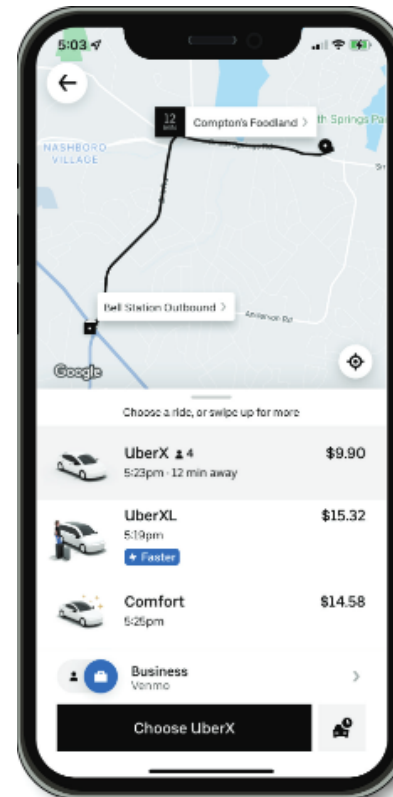 5:03
12
MIN
Compton's Foodland >
th Springs Pa
NASHBORO
VILLAGE
Bell Station Outbound >
Anderson Rd
Google
Choose a ride, or swipe up for more
UberX 4
$9.90
5:23pm · 12 min away
UberXL
$15.32
5:19pm
Faster
Comfort
$14.58
5:25pm
Business
Venmo
Choose UberX